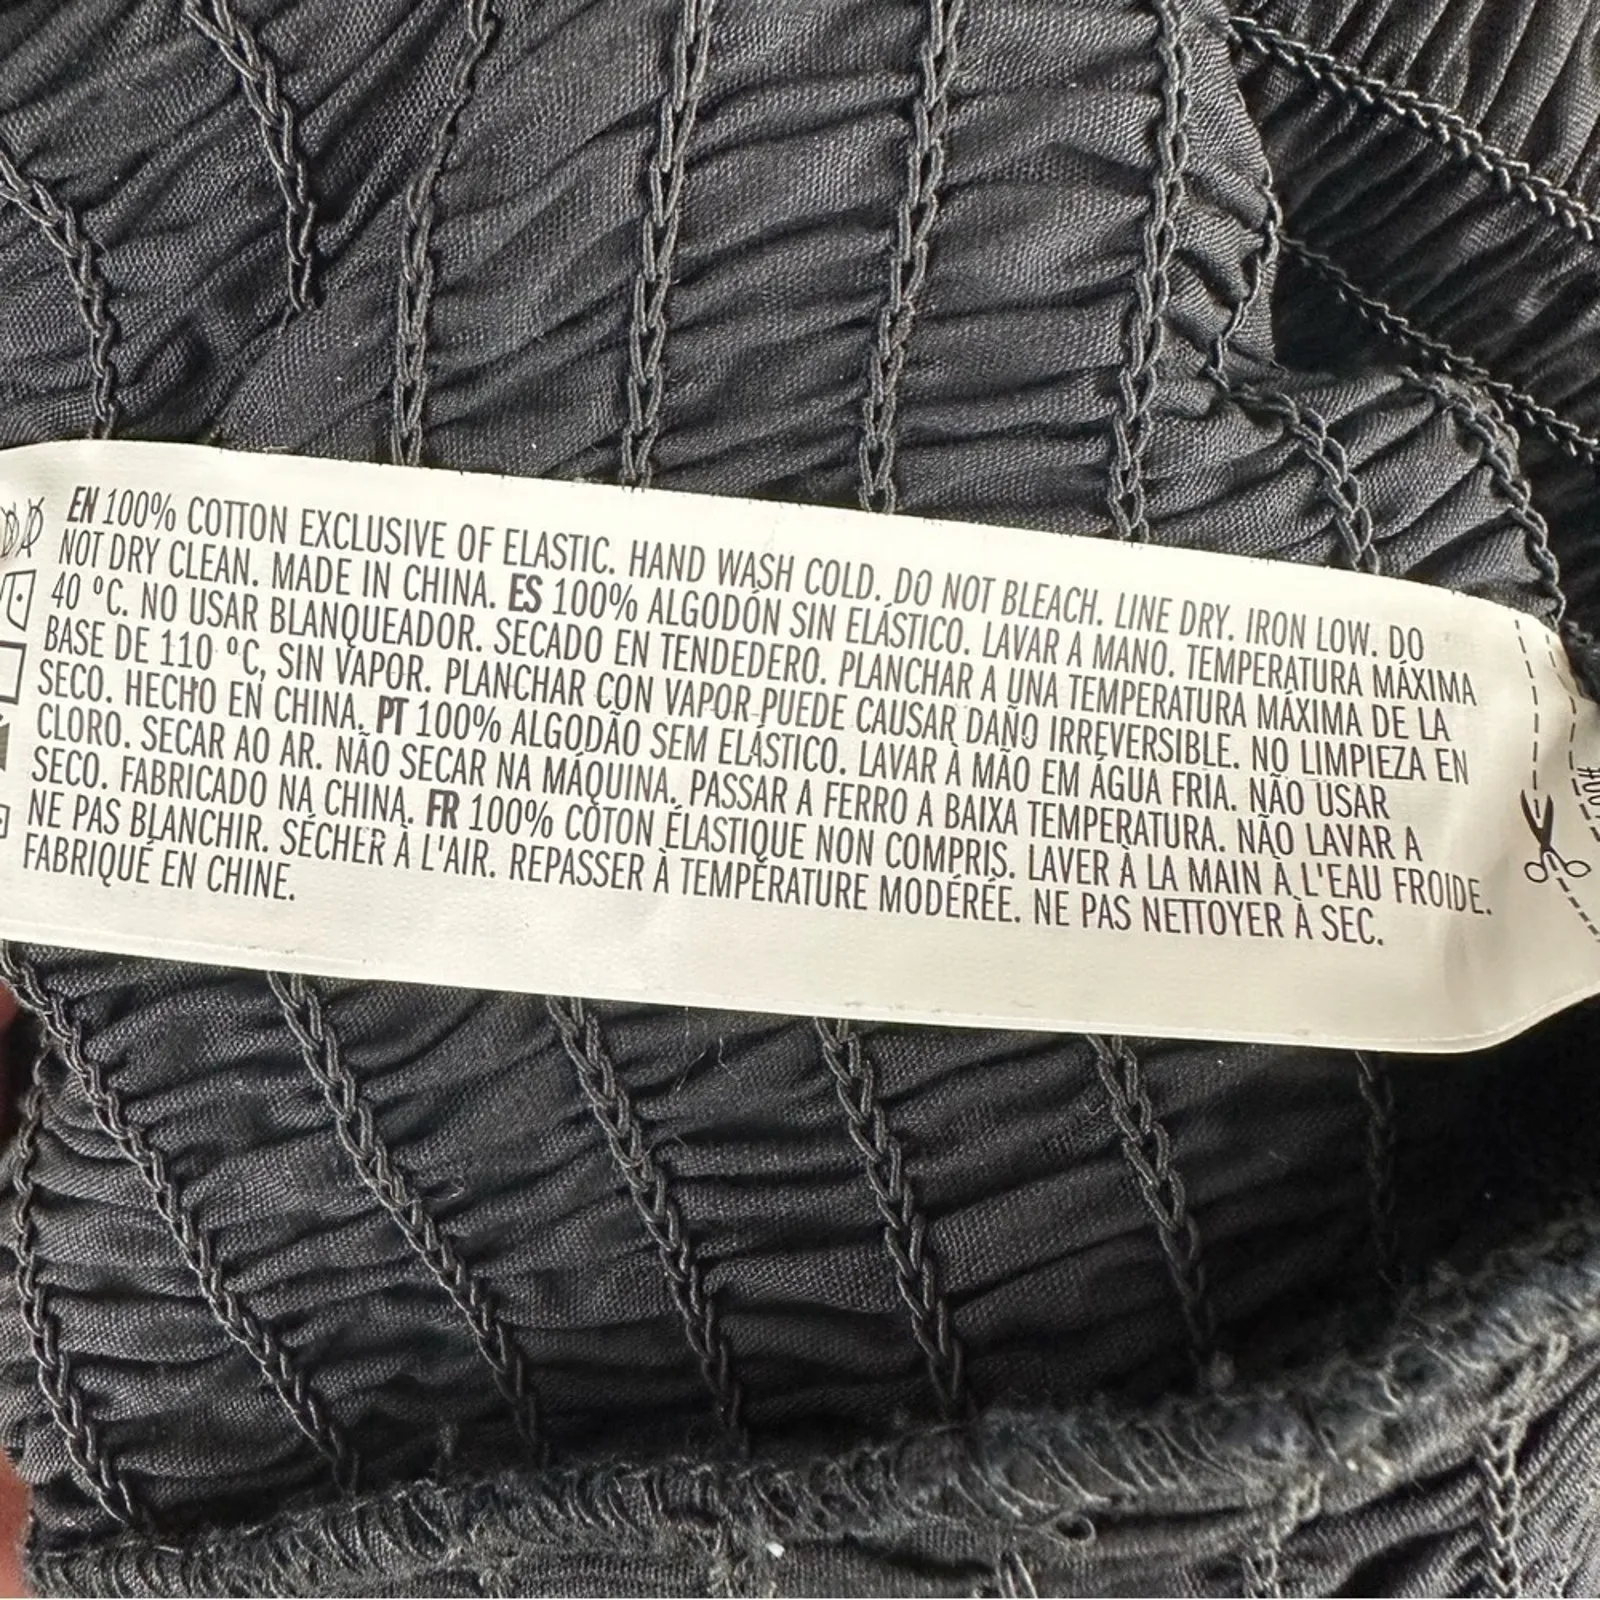 EN 100% COTTON EXCLUSIVE OF ELASTIC. HAND WASH COLD. DO NOT BLEACH. LINE DRY. IRON LOW. DO
NOT DRY CLEAN. MADE IN CHINA. ES 100% ALGODÓN SIN ELÁSTICO. LAVAR A MANO. TEMPERATURA MÁXIMA
40 ºC. NO USAR BLANQUEADOR. SECADO EN TENDEDERO. PLANCHAR A UNA TEMPERATURA MÁXIMA DE LA
BASE DE 110 ºC, SIN VAPOR. PLANCHAR CON VAPOR PUEDE CAUSAR DAÑO IRREVERSIBLE. NO LIMPIEZA EN
SECO. HECHO EN CHINA. PT 100% ALGODÃO SEM ELÁSTICO. LAVAR À MÃO EM ÁGUA FRIA. NÃO USAR
CLORO. SECAR AO AR. NÃO SECAR NA MÁQUINA. PASSAR A FERRO A BAIXA TEMPERATURA. NÃO LAVAR A
SECO. FABRICADO NA CHINA. FR 100% COTON ÉLASTIQUE NON COMPRIS. LAVER À LA MAIN À L'EAU FROIDE.
NE PAS BLANCHIR. SÉCHER À L'AIR. REPASSER À TEMPÉRATURE MODÉRÉE. NE PAS NETTOYER À SEC.
FABRIQUÉ EN CHINE.